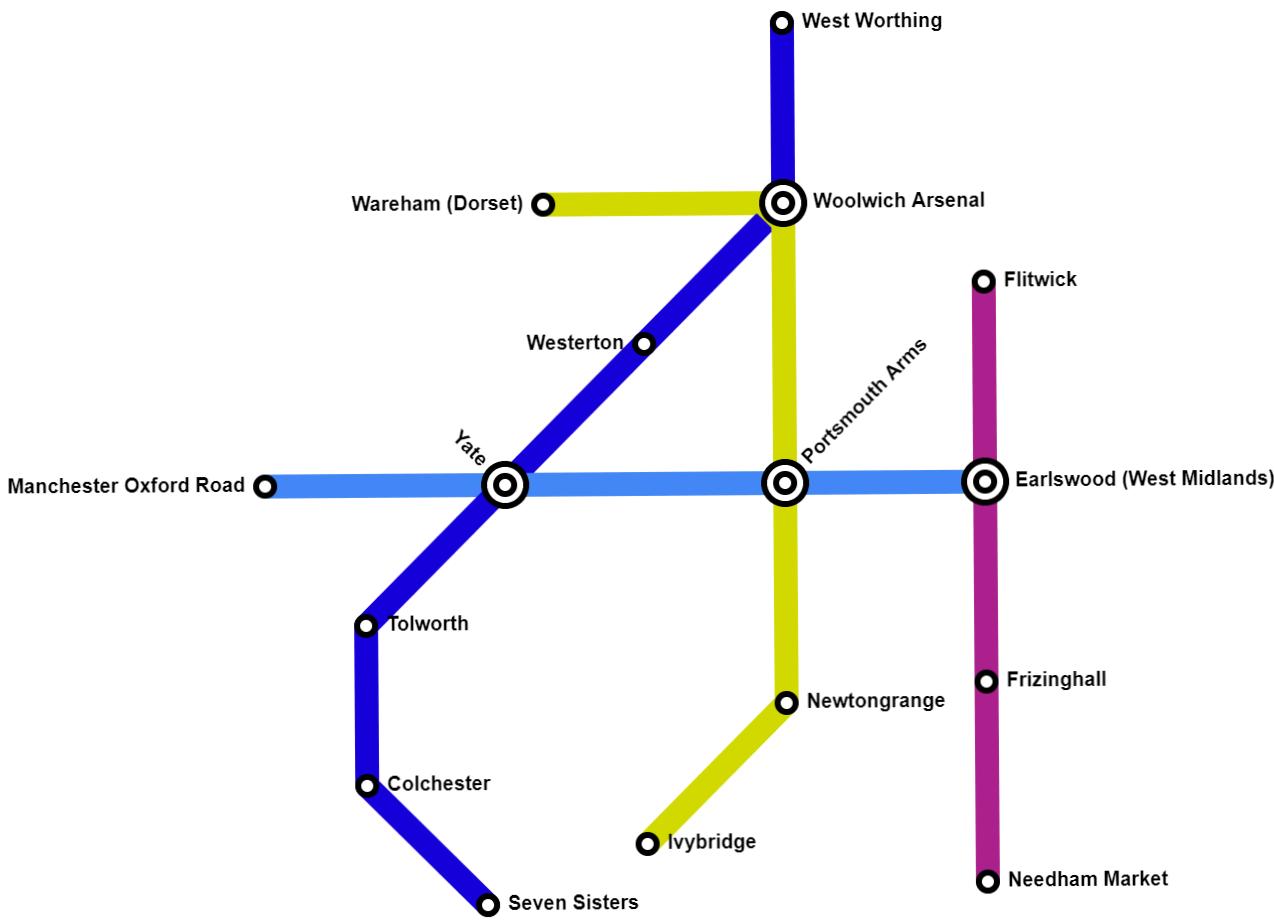 West Worthing
Wareham (Dorset)
Woolwich Arsenal
Flitwick
Westerton
Portsmouth Arms
Yate
Manchester Oxford Road
Earlswood (West Midlands)
Tolworth
Frizinghall
Newtongrange
Colchester
Ivybridge
Needham Market
Seven Sisters